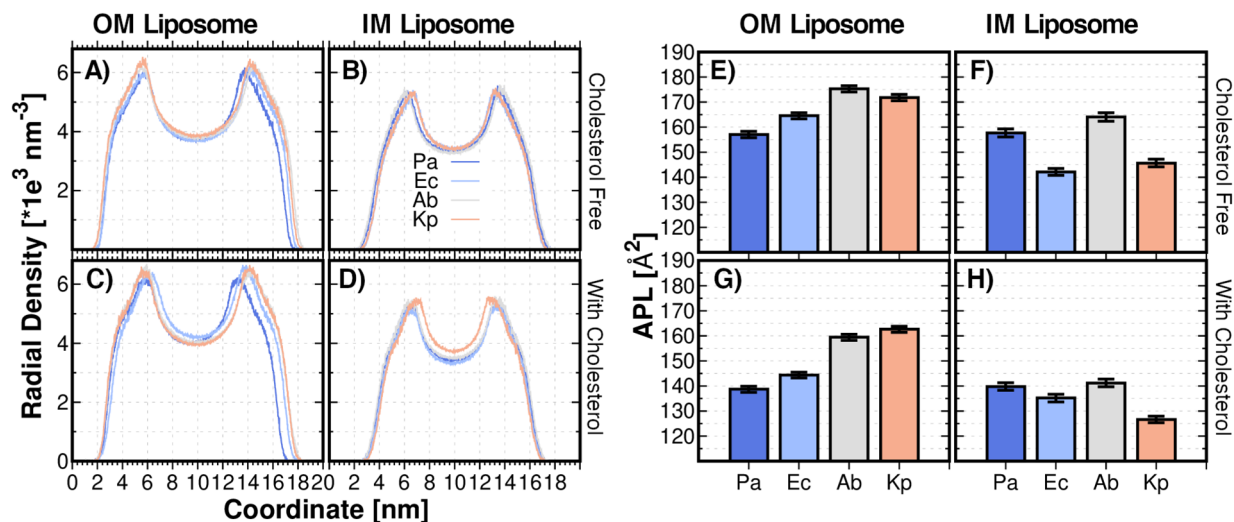 OM Liposome IM Liposome OM Liposome IM Liposome
A) B) E) F)
C) D) G) H)
Radial Density [*1e³ nm⁻³]
6
4
2
6
4
2
0
Pa
Ec
Ab
Kp
0 2 4 6 8 10 12 14 16 18 20 2 4 6 8 10 12 14 16 18 20
Coordinate [nm]
Cholesterol Free
With Cholesterol
APL [Å²]
190
180
170
160
150
140
130
120
190
180
170
160
150
140
130
120
Pa Ec Ab Kp Pa Ec Ab Kp
Cholesterol Free
With Cholesterol